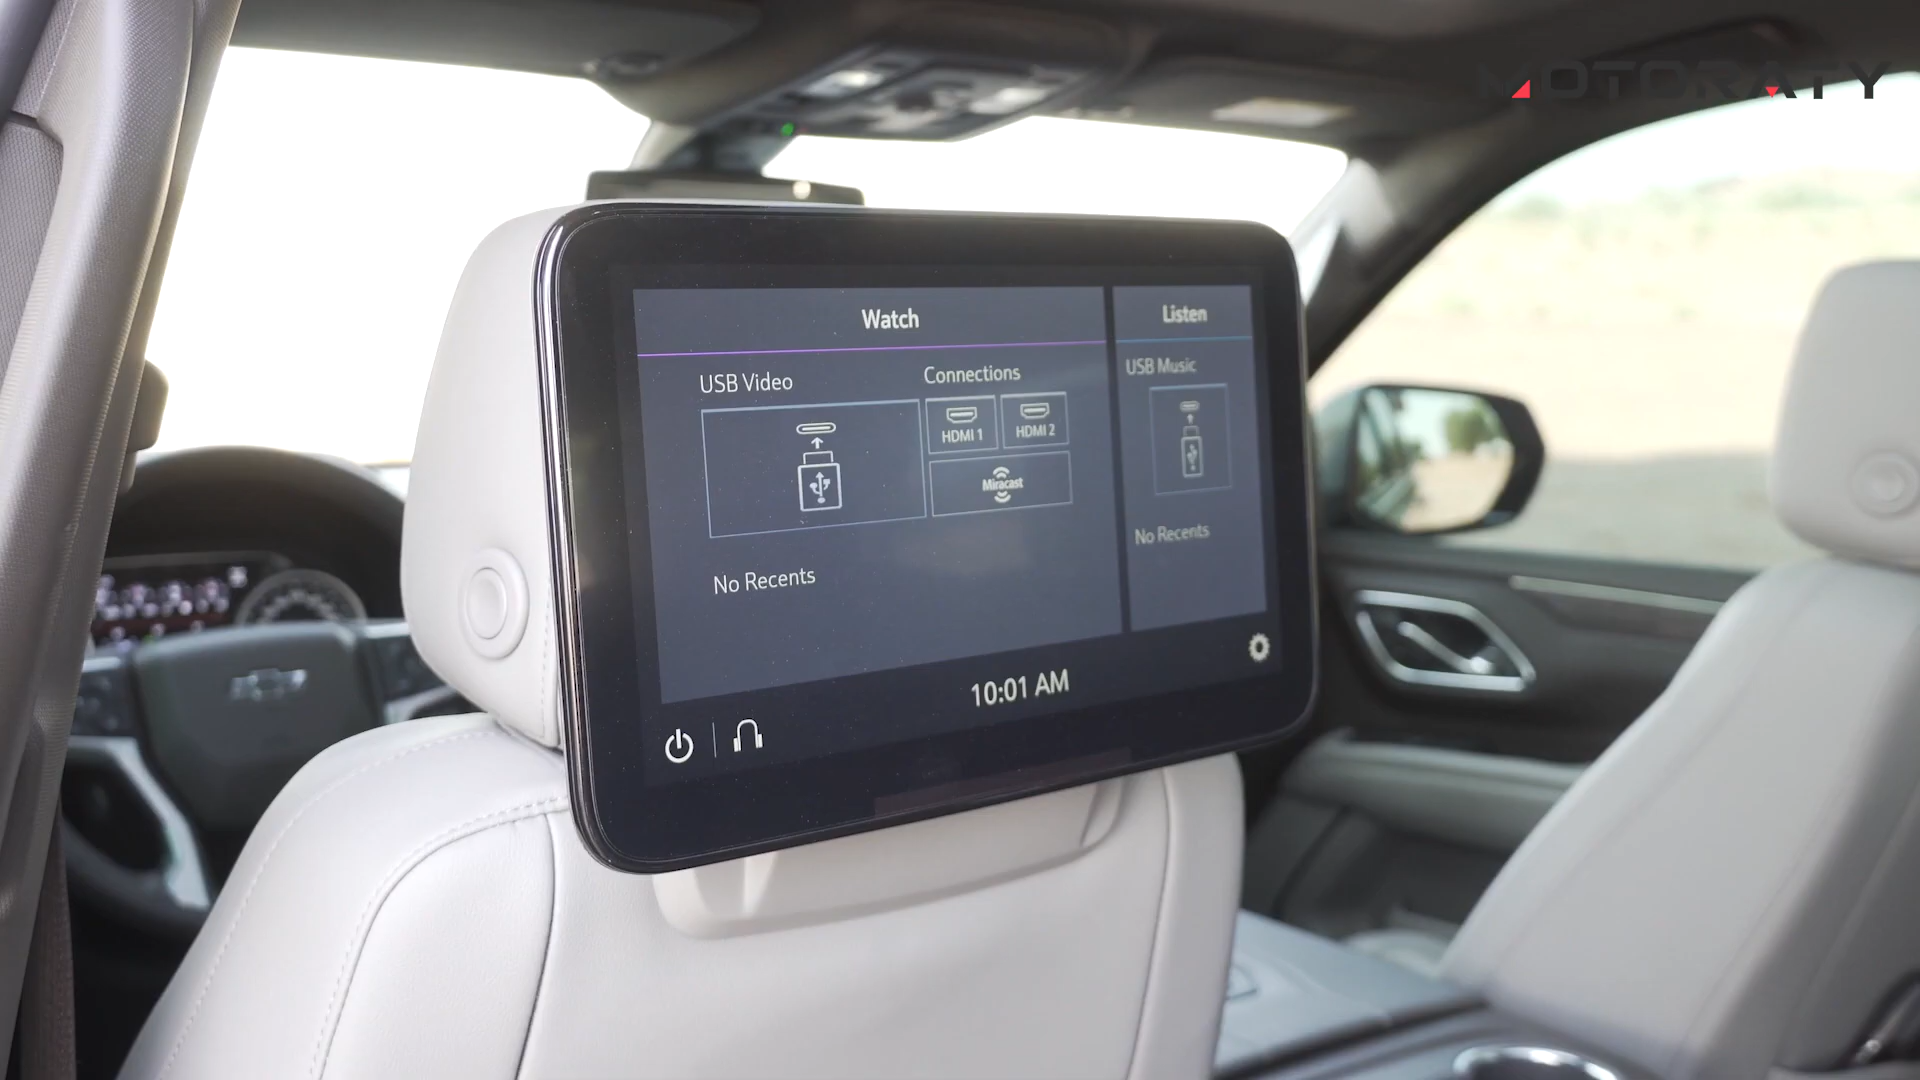 MOTORATY
Watch
Listen
USB Video
Connections
USB Music
HDMI 1
HDMI 2
Miracast
No Recents
No Recents
10:01 AM